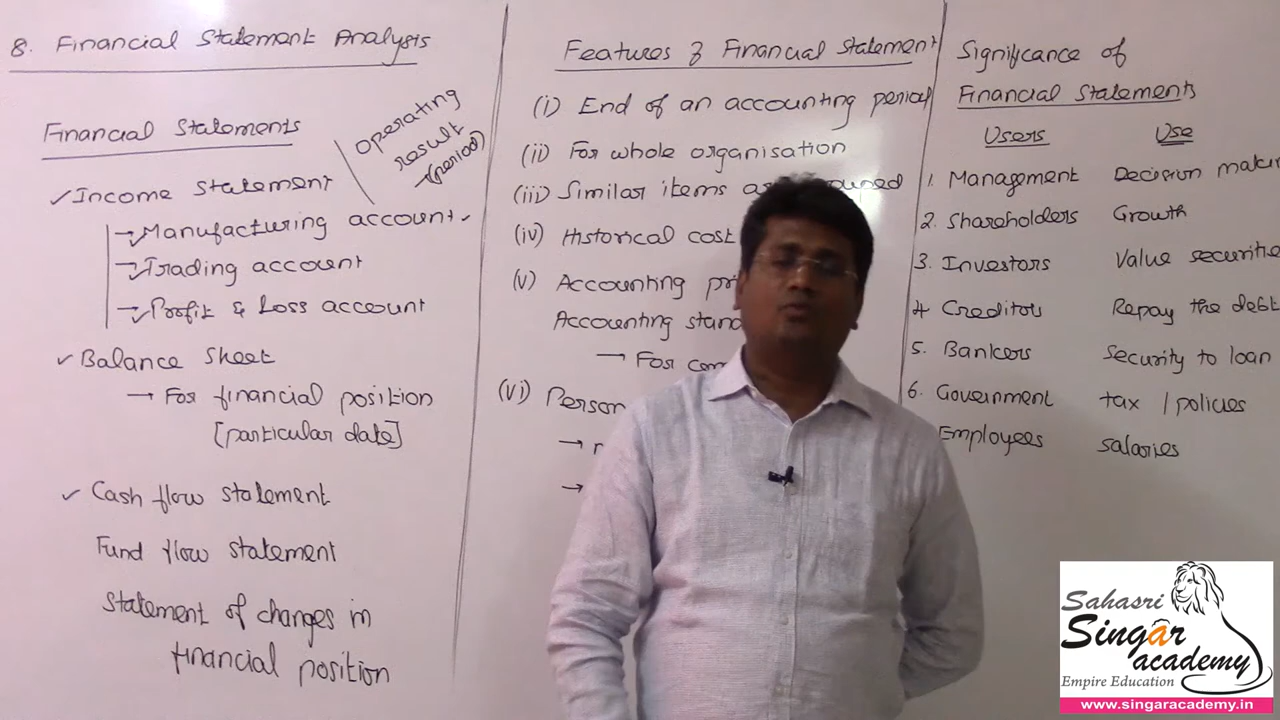 8. Financial Statement Analysis
Financial Statements
Operating
result
(period)
Income statement
→ Manufacturing account
→ Trading account
→ Profit & Loss account
Balance Sheet
→ For financial position
[particular date]
Cash flow statement
Fund flow statement
Statement of changes in
financial position
Features of Financial Statement
(i) End of an accounting period
(ii) For whole organisation
(iii) Similar items
(iv) Historical cost
(v) Accounting
Accounting
→ For
(vi)
Significance of
Financial Statements
Users Use
1. Management Decision
2. Shareholders Growth
3. Investors Value securities
4 Creditors Repay the debt
5. Bankers Security to loan
6. Government tax / policies
Employees salaries
Sahasri
Singâr
academy
Empire Education
www.singaracademy.in